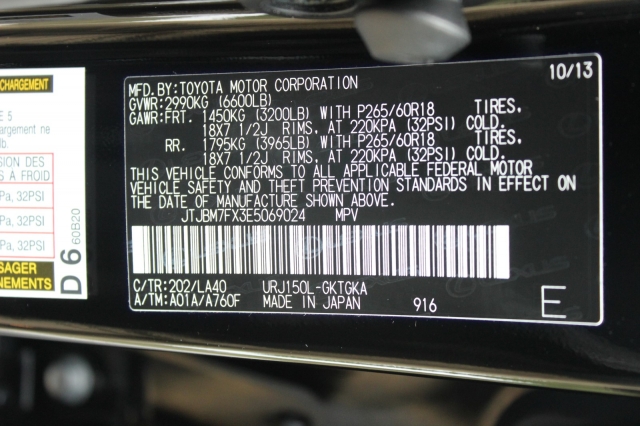 CHARGEMENT
E 5
argement ne
lb.
SION DES
A FROID
Pa, 32PSI
Pa, 32PSI
Pa, 32PSI
SAGER
NEMENTS
D 6 60B20
10/13
MFD. BY:TOYOTA MOTOR CORPORATION
GVWR:2990KG (6600LB)
GAWR:FRT. 1450KG (3200LB) WITH P265/60R18 TIRES,
18X7 1/2J RIMS, AT 220KPA (32PSI) COLD.
RR. 1795KG (3965LB) WITH P265/60R18 TIRES,
18X7 1/2J RIMS, AT 220KPA (32PSI) COLD.
THIS VEHICLE CONFORMS TO ALL APPLICABLE FEDERAL MOTOR
VEHICLE SAFETY AND THEFT PREVENTION STANDARDS IN EFFECT ON
THE DATE OF MANUFACTURE SHOWN ABOVE.
JTJBM7FX3E5069024 MPV
C/TR:202/LA40 URJ150L-GKTGKA
A/TM:A01A/A760F MADE IN JAPAN 916 E